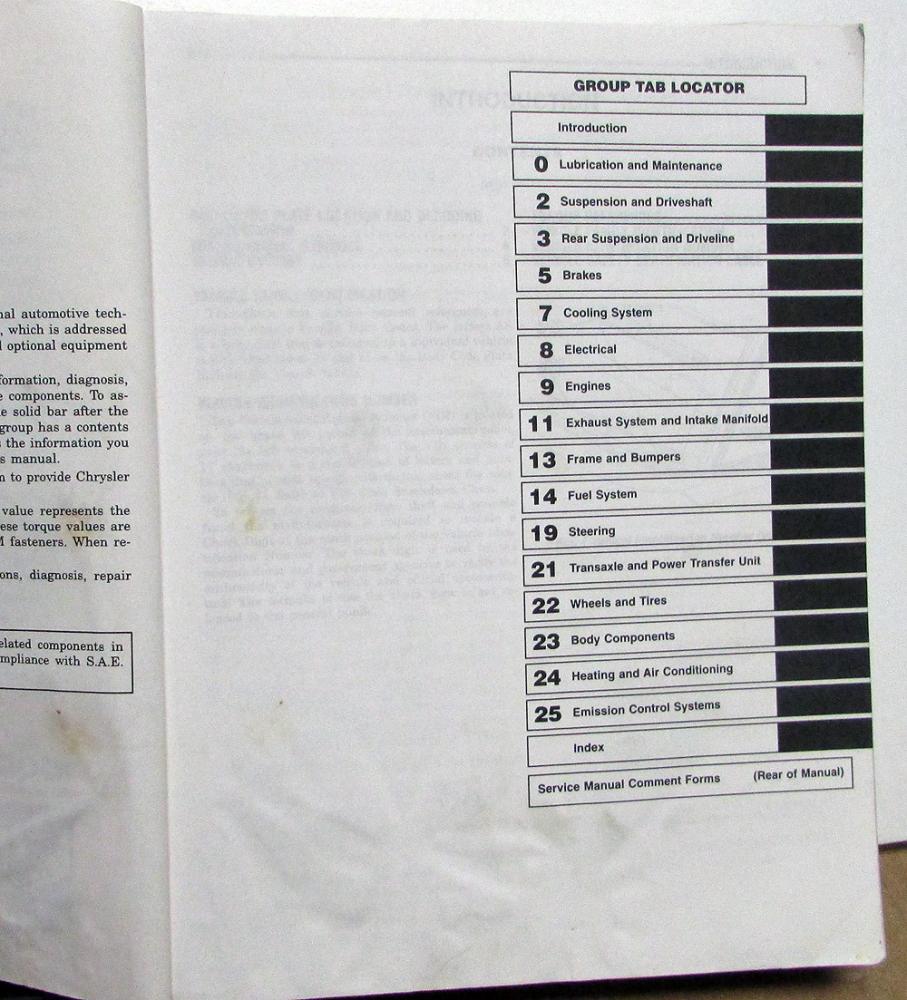 nal automotive tech-
, which is addressed
optional equipment
formation, diagnosis,
e components. To as-
e solid bar after the
group has a contents
s the information you
s manual.
n to provide Chrysler
value represents the
ese torque values are
fasteners. When re-
ons, diagnosis, repair
elated components in
mpliance with S.A.E.
GROUP TAB LOCATOR
Introduction
0 Lubrication and Maintenance
2 Suspension and Driveshaft
3 Rear Suspension and Driveline
5 Brakes
7 Cooling System
8 Electrical
9 Engines
11 Exhaust System and Intake Manifold
13 Frame and Bumpers
14 Fuel System
19 Steering
21 Transaxle and Power Transfer Unit
22 Wheels and Tires
23 Body Components
24 Heating and Air Conditioning
25 Emission Control Systems
Index
Service Manual Comment Forms (Rear of Manual)